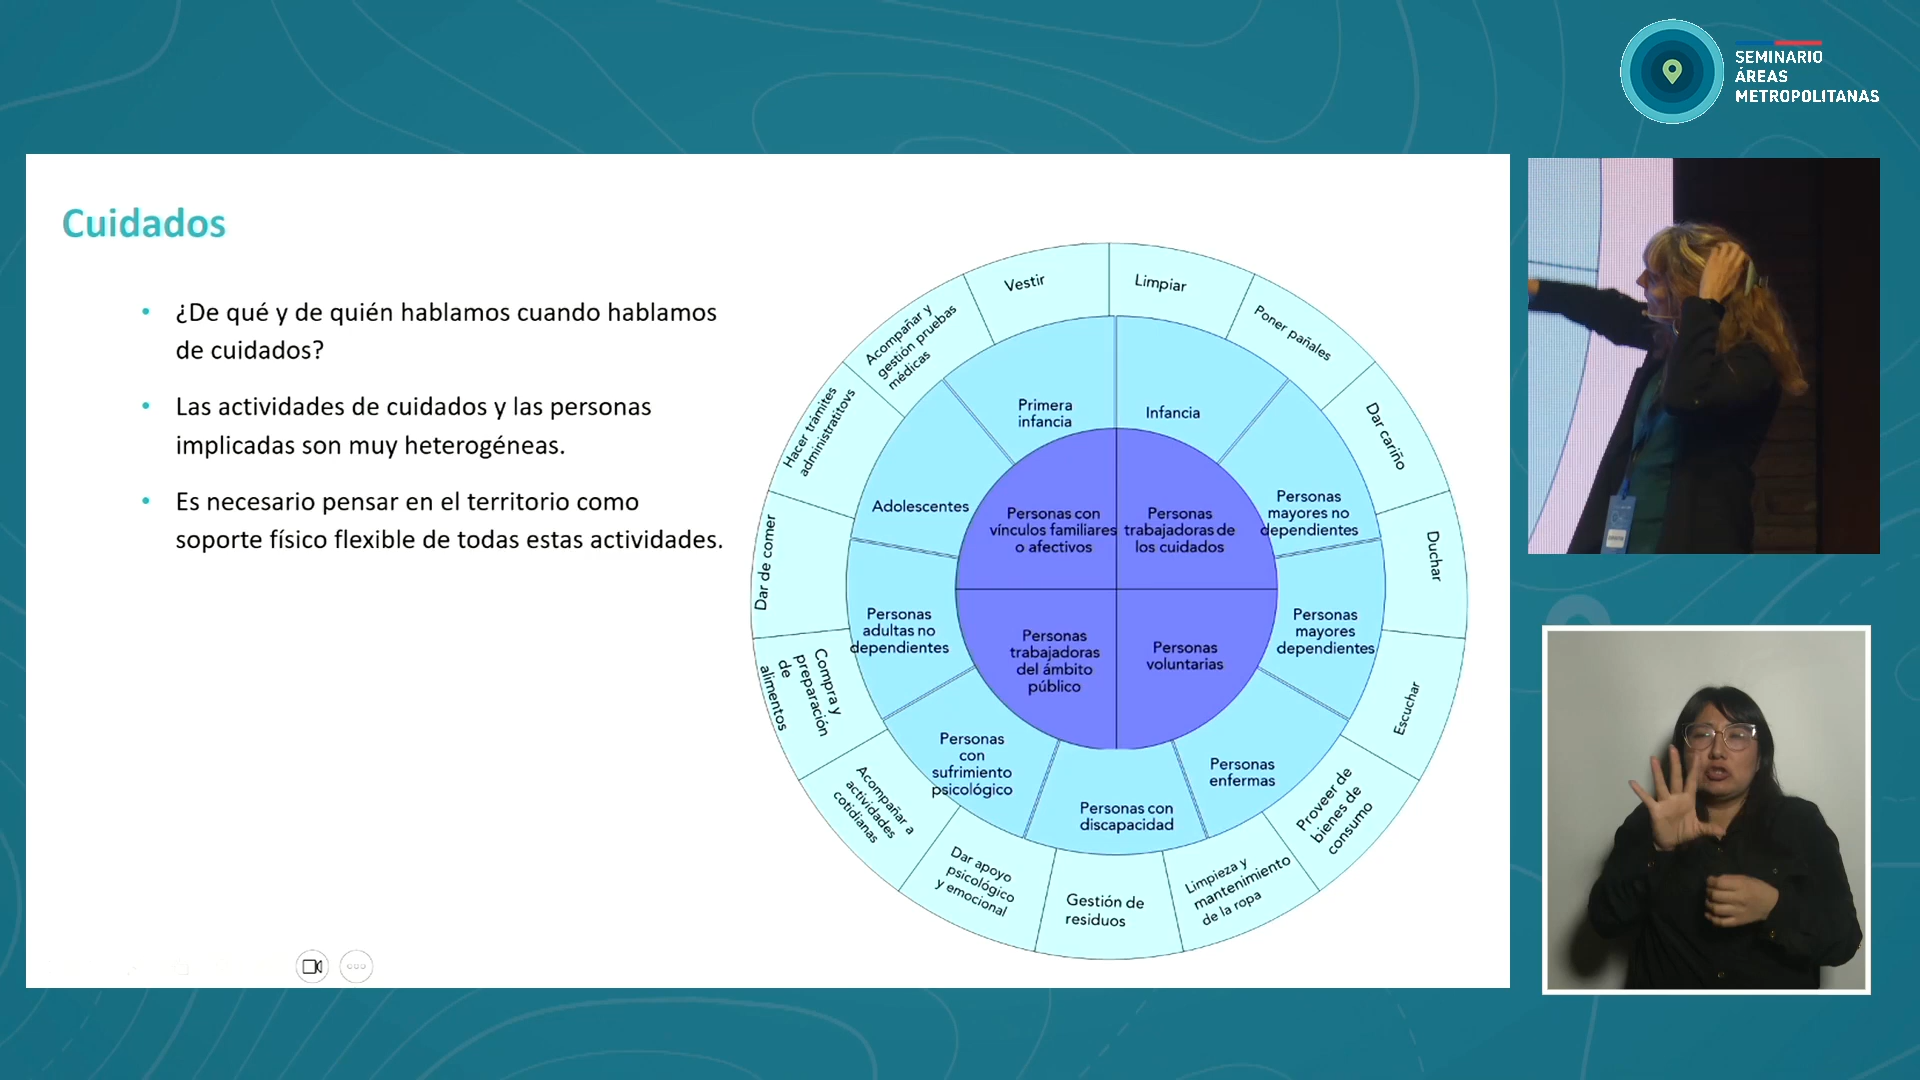 SEMINARIO
ÁREAS
METROPOLITANAS
Cuidados
• ¿De qué y de quién hablamos cuando hablamos
de cuidados?
• Las actividades de cuidados y las personas
implicadas son muy heterogéneas.
• Es necesario pensar en el territorio como
soporte físico flexible de todas estas actividades.
Vestir
Limpiar
Poner pañales
Dar cariño
Duchar
Escuchar
Proveer de
bienes de
consumo
Limpieza y
mantenimiento
de la ropa
Gestión de
residuos
Dar apoyo
psicológico
y emocional
Acompañar a
actividades
cotidianas
Compra y
preparación
de
alimentos
Dar de comer
Hacer trámites
administratitovs
Acompañar y
gestión pruebas
médicas
Primera
infancia
Infancia
Personas
mayores no
dependientes
Personas
mayores
dependientes
Personas
enfermas
Personas con
discapacidad
Personas
con
sufrimiento
psicológico
Personas
adultas no
dependientes
Adolescentes
Personas con
vínculos familiares
o afectivos
Personas
trabajadoras de
los cuidados
Personas
trabajadoras
del ámbito
público
Personas
voluntarias